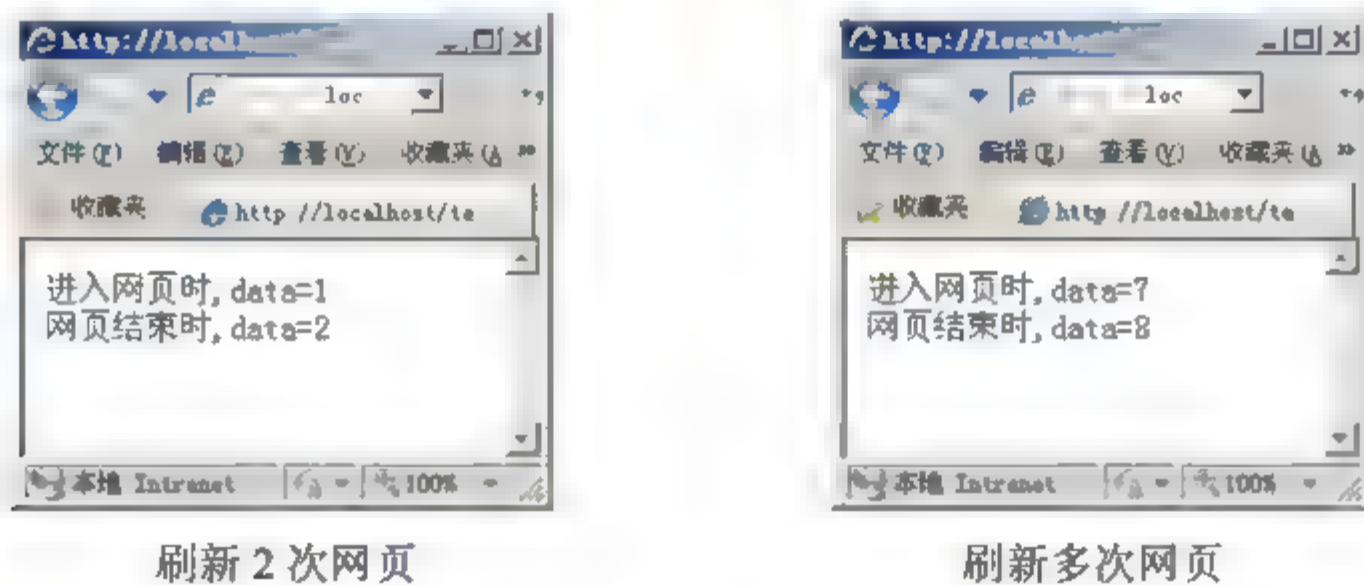 http://local
loc
文件(F) 编辑(E) 查看(V) 收藏夹(A »
收藏夹 http //localhost/te
进入网页时,data=1
网页结束时,data=2
本地 Intranet 100%
刷新 2 次网页
http://local
loc
文件(F) 编辑(E) 查看(V) 收藏夹(A »
收藏夹 http //localhost/te
进入网页时,data=7
网页结束时,data=8
本地 Intranet 100%
刷新多次网页